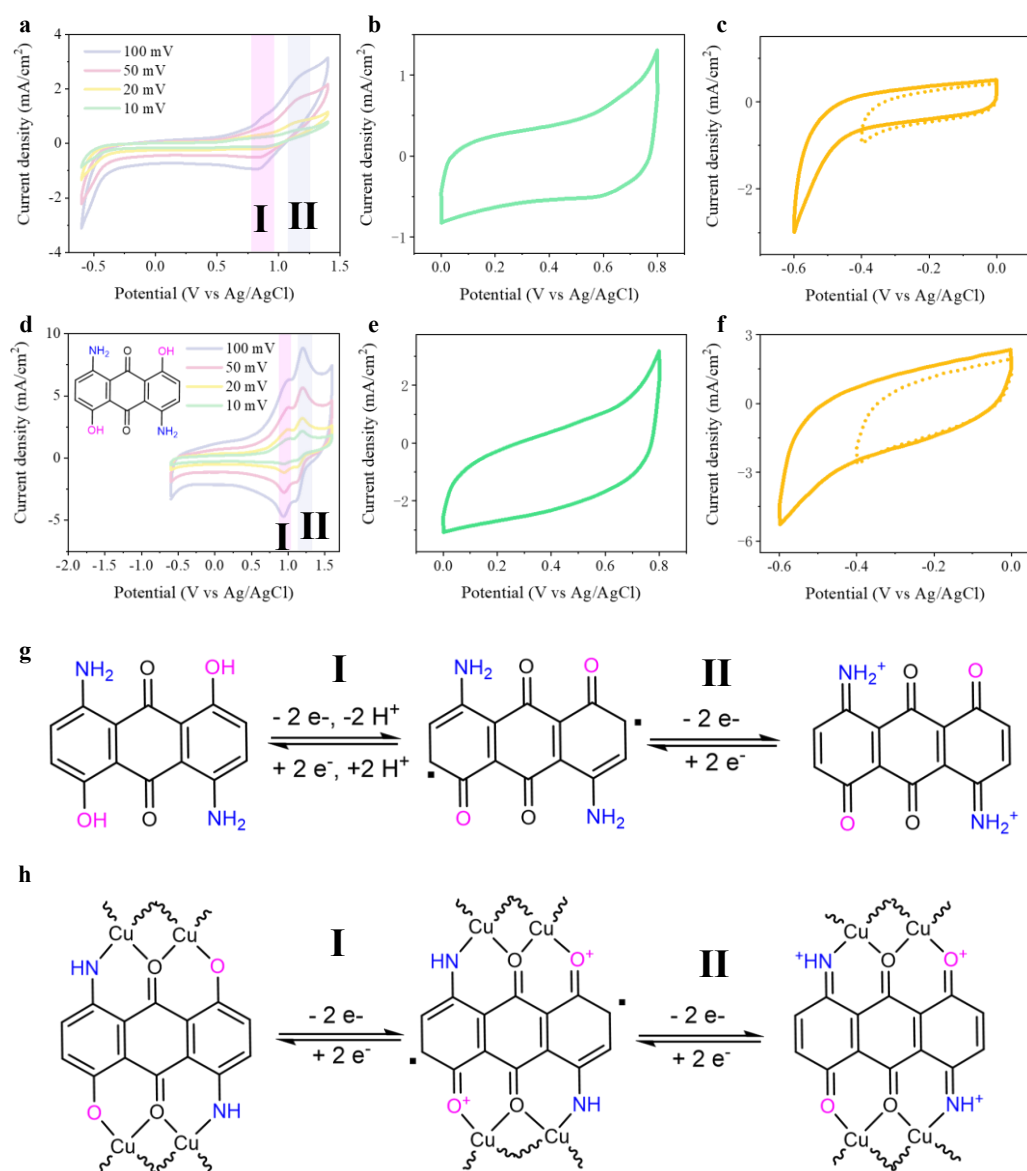 a
b
c
100 mV
50 mV
20 mV
10 mV
I
II
Current density (mA/cm²)
4
2
0
-2
-4
-0.5
0.0
0.5
1.0
1.5
Potential (V vs Ag/AgCl)
Current density (mA/cm²)
1
0
−1
0.0
0.2
0.4
0.6
0.8
Potential (V vs Ag/AgCl)
Current density (mA/cm²)
0
−2
-0.6
-0.4
-0.2
0.0
Potential (V vs Ag/AgCl)
d
e
f
NH₂
O
OH
OH
O
NH₂
100 mV
50 mV
20 mV
10 mV
I
II
Current density (mA/cm²)
10
5
0
-5
-2.0
-1.5
-1.0
-0.5
0.0
0.5
1.0
1.5
Potential (V vs Ag/AgCl)
Current density (mA/cm²)
2
0
−2
0.0
0.2
0.4
0.6
0.8
Potential (V vs Ag/AgCl)
Current density (mA/cm²)
3
0
−3
−6
-0.6
-0.4
-0.2
0.0
Potential (V vs Ag/AgCl)
g
NH₂
O
OH
OH
O
NH₂
I
- 2 e-, -2 H⁺
+ 2 e⁻, +2 H⁺
NH₂
O
O
O
O
NH₂
II
- 2 e-
+ 2 e⁻
NH₂⁺
O
O
O
O
NH₂⁺
h
Cu
Cu
HN
O
O
O
O
NH
Cu
Cu
I
- 2 e-
+ 2 e⁻
Cu
Cu
HN
O
O⁺
O⁺
O
NH
Cu
Cu
II
- 2 e-
+ 2 e⁻
Cu
Cu
⁺HN
O
O⁺
O
O
NH⁺
Cu
Cu